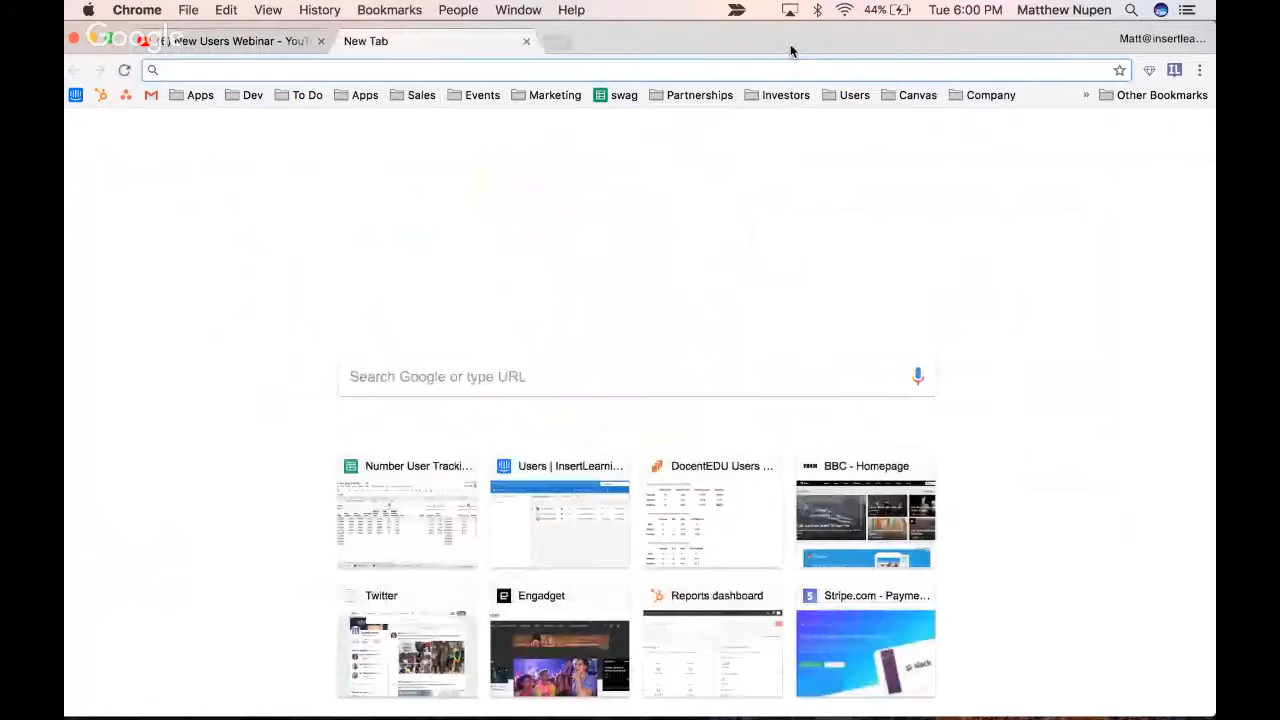 Chrome File Edit View History Bookmarks People Window Help 44% Tue 6:00 PM Matthew Nupen
Google
New Users Webinar - YouT
New Tab
Matt@insertlea...
Apps Dev To Do Apps Sales Events Marketing swag Partnerships Investors Users Canvas Company » Other Bookmarks
Search Google or type URL
Number User Tracki... Users | InsertLearni... DocentEDU Users ... BBC - Homepage
Twitter Engadget Reports dashboard Stripe.com - Payme...
slack